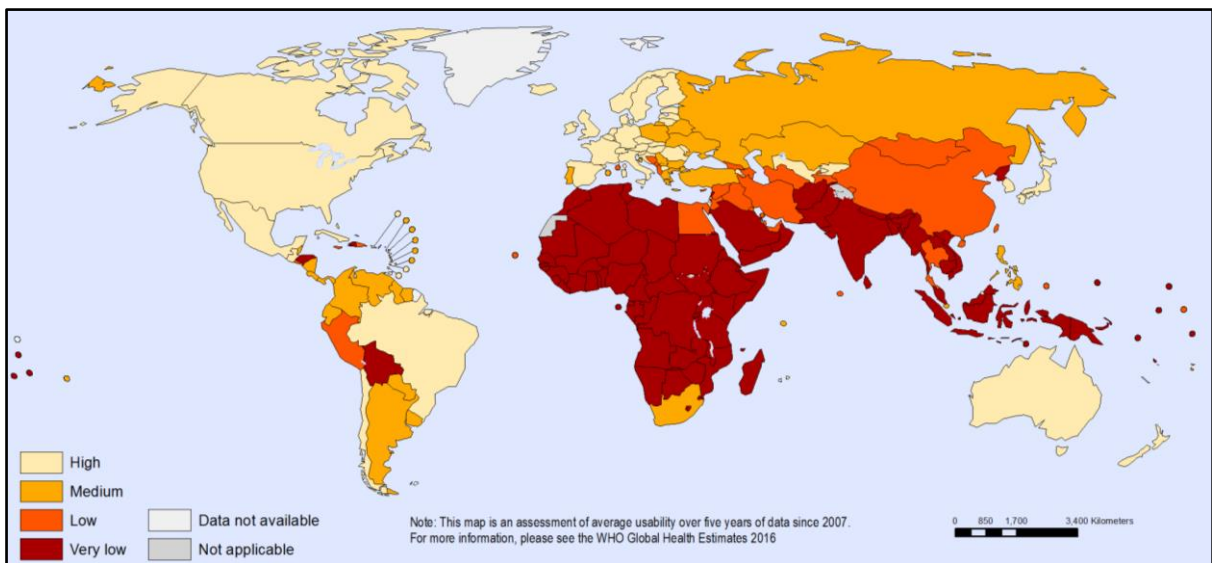 High
Medium
Low
Very low
Data not available
Not applicable
Note: This map is an assessment of average usability over five years of data since 2007.
For more information, please see the WHO Global Health Estimates 2016
0 850 1,700 3,400 Kilometers